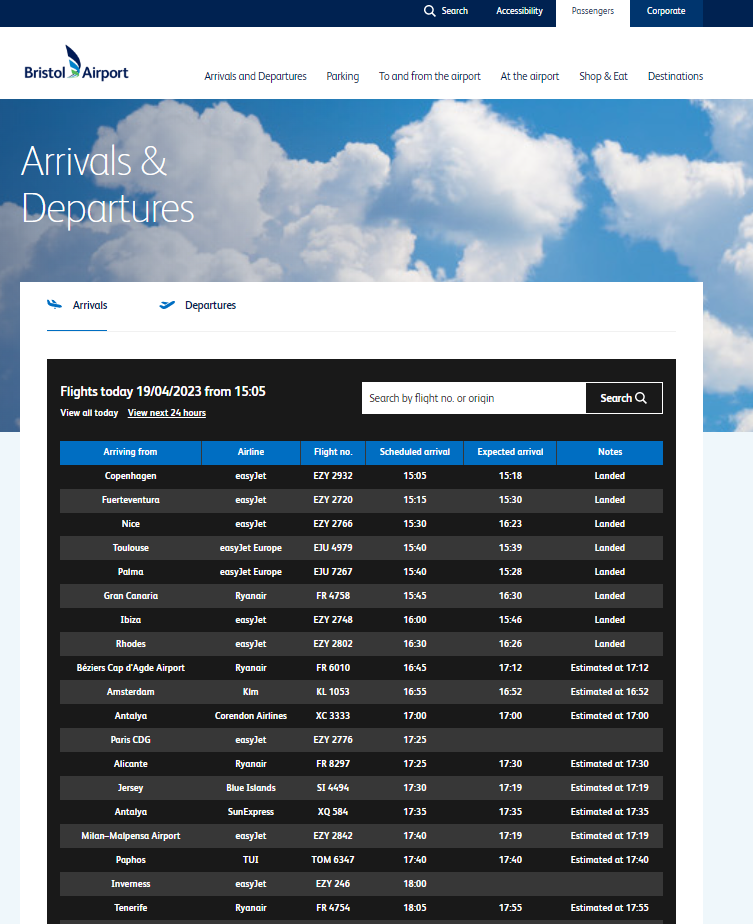 Search Accessibility Passengers Corporate
Bristol Airport
Arrivals and Departures Parking To and from the airport At the airport Shop & Eat Destinations
Arrivals &
Departures
Arrivals Departures
Flights today 19/04/2023 from 15:05
View all today View next 24 hours
Search by flight no. or origin Search
Arriving from Airline Flight no. Scheduled arrival Expected arrival Notes
Copenhagen easyJet EZY 2932 15:05 15:18 Landed
Fuerteventura easyJet EZY 2720 15:15 15:30 Landed
Nice easyJet EZY 2766 15:30 16:23 Landed
Toulouse easyJet Europe EJU 4979 15:40 15:39 Landed
Palma easyJet Europe EJU 7267 15:40 15:28 Landed
Gran Canaria Ryanair FR 4758 15:45 16:30 Landed
Ibiza easyJet EZY 2748 16:00 15:46 Landed
Rhodes easyJet EZY 2802 16:30 16:26 Landed
Béziers Cap d'Agde Airport Ryanair FR 6010 16:45 17:12 Estimated at 17:12
Amsterdam Klm KL 1053 16:55 16:52 Estimated at 16:52
Antalya Corendon Airlines XC 3333 17:00 17:00 Estimated at 17:00
Paris CDG easyJet EZY 2776 17:25
Alicante Ryanair FR 8297 17:25 17:30 Estimated at 17:30
Jersey Blue Islands SI 4494 17:30 17:19 Estimated at 17:19
Antalya SunExpress XQ 584 17:35 17:35 Estimated at 17:35
Milan–Malpensa Airport easyJet EZY 2842 17:40 17:19 Estimated at 17:19
Paphos TUI TOM 6347 17:40 17:40 Estimated at 17:40
Inverness easyJet EZY 246 18:00
Tenerife Ryanair FR 4754 18:05 17:55 Estimated at 17:55